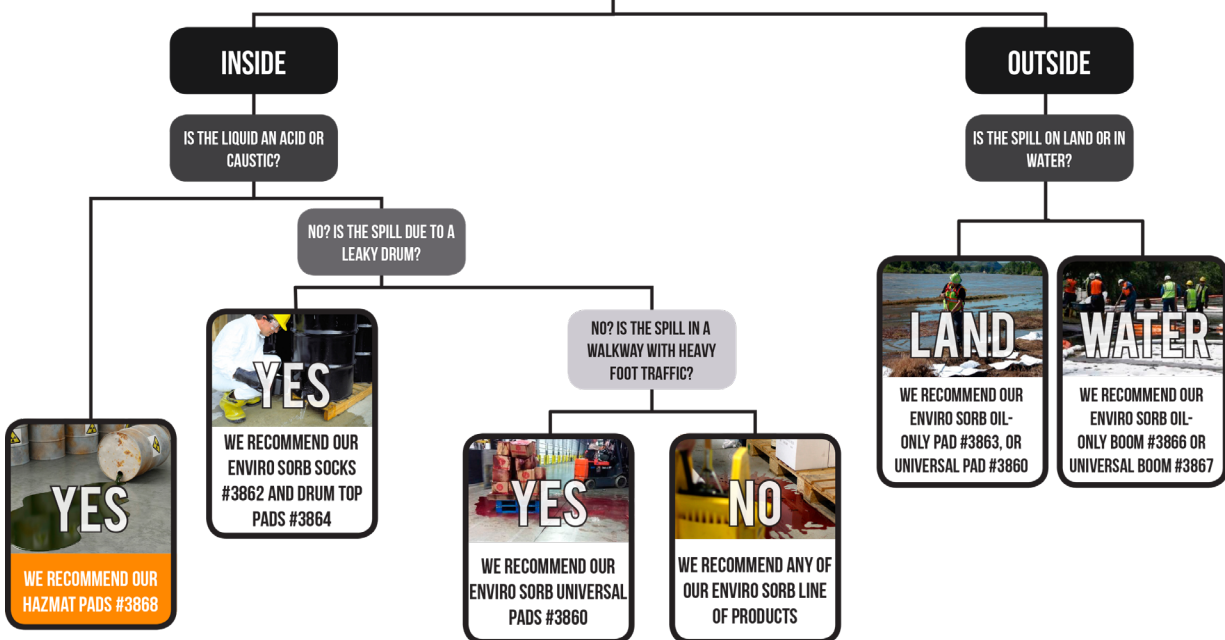 INSIDE
OUTSIDE
IS THE LIQUID AN ACID OR
CAUSTIC?
IS THE SPILL ON LAND OR IN
WATER?
NO? IS THE SPILL DUE TO A
LEAKY DRUM?
NO? IS THE SPILL IN A
WALKWAY WITH HEAVY
FOOT TRAFFIC?
YES
WE RECOMMEND OUR
HAZMAT PADS #3868
YES
WE RECOMMEND OUR
ENVIRO SORB SOCKS
#3862 AND DRUM TOP
PADS #3864
YES
WE RECOMMEND OUR
ENVIRO SORB UNIVERSAL
PADS #3860
NO
WE RECOMMEND ANY OF
OUR ENVIRO SORB LINE
OF PRODUCTS
LAND
WE RECOMMEND OUR
ENVIRO SORB OIL-
ONLY PAD #3863, OR
UNIVERSAL PAD #3860
WATER
WE RECOMMEND OUR
ENVIRO SORB OIL-
ONLY BOOM #3866 OR
UNIVERSAL BOOM #3867